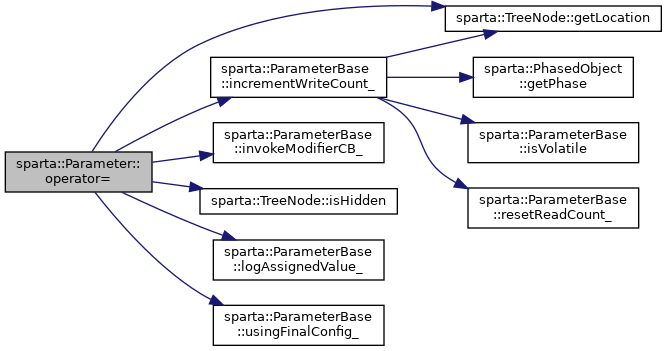 sparta::Parameter::
operator=
sparta::TreeNode::getLocation
sparta::ParameterBase
::incrementWriteCount_
sparta::PhasedObject
::getPhase
sparta::ParameterBase
::isVolatile
sparta::ParameterBase
::resetReadCount_
sparta::ParameterBase
::invokeModifierCB_
sparta::TreeNode::isHidden
sparta::ParameterBase
::logAssignedValue_
sparta::ParameterBase
::usingFinalConfig_